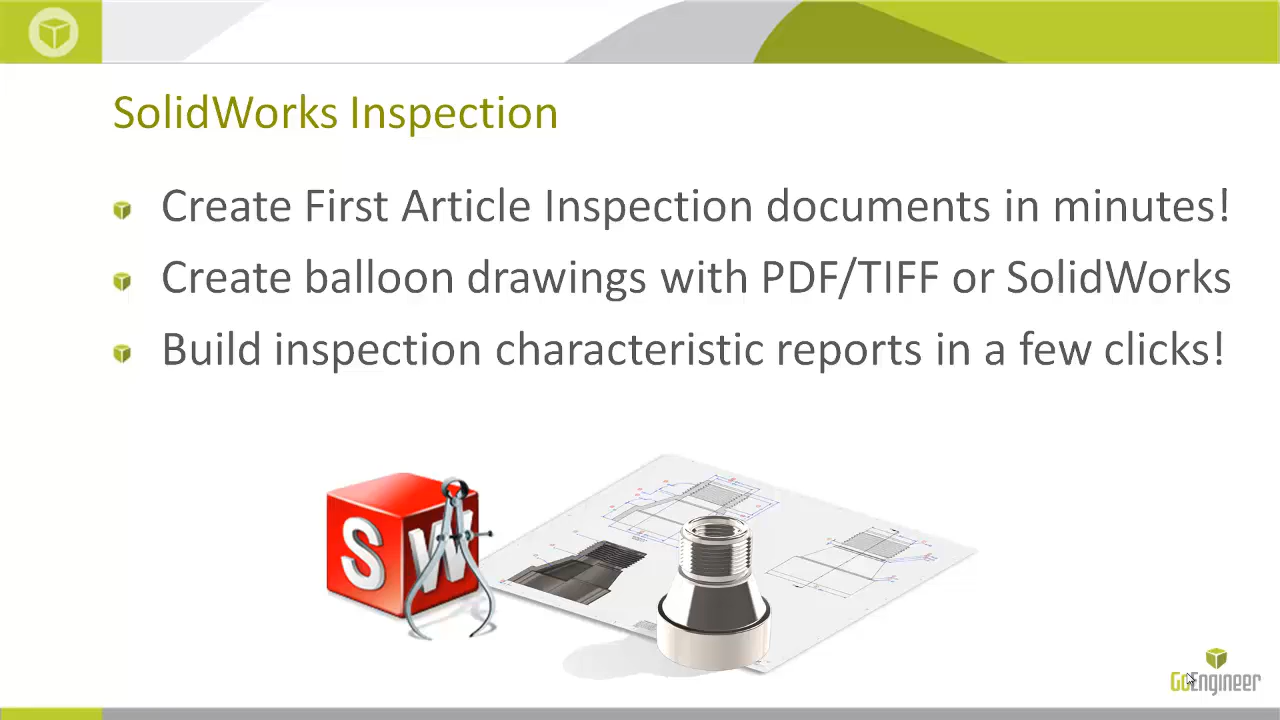 SolidWorks Inspection
Create First Article Inspection documents in minutes!
Create balloon drawings with PDF/TIFF or SolidWorks
Build inspection characteristic reports in a few clicks!
S W
GoEngineer